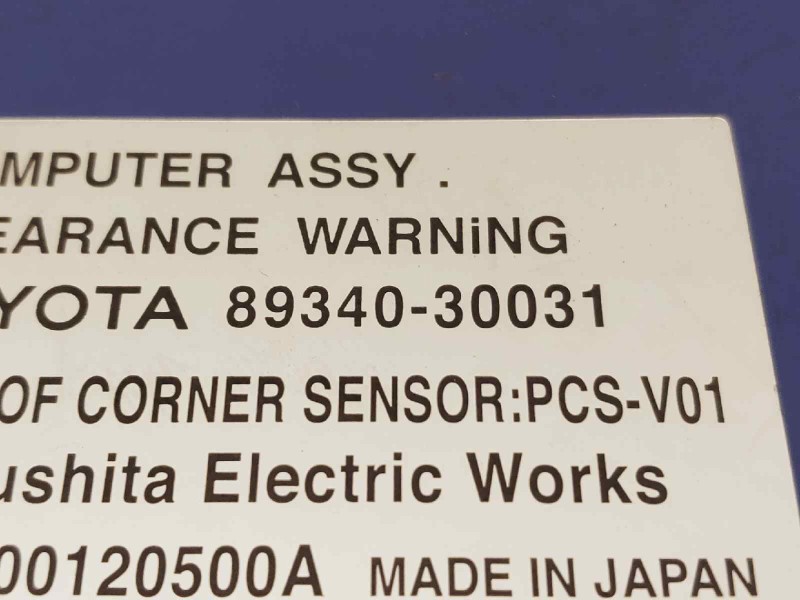 MPUTER ASSY.
EARANCE WARNiNG
YOTA 89340-30031
OF CORNER SENSOR:PCS-V01
ushita Electric Works
00120500A MADE IN JAPAN